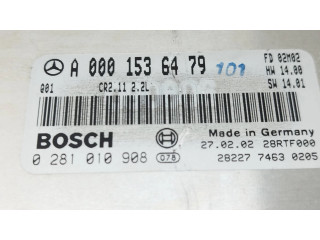 A 000 153 64 79 101
FD 02M02
HW 14.00
SW 14.01
Q01 CR2.11 2.2L
BOSCH
Made in Germany
0 281 010 908 078
27.02.02 28RTF000
28227 7463 0205